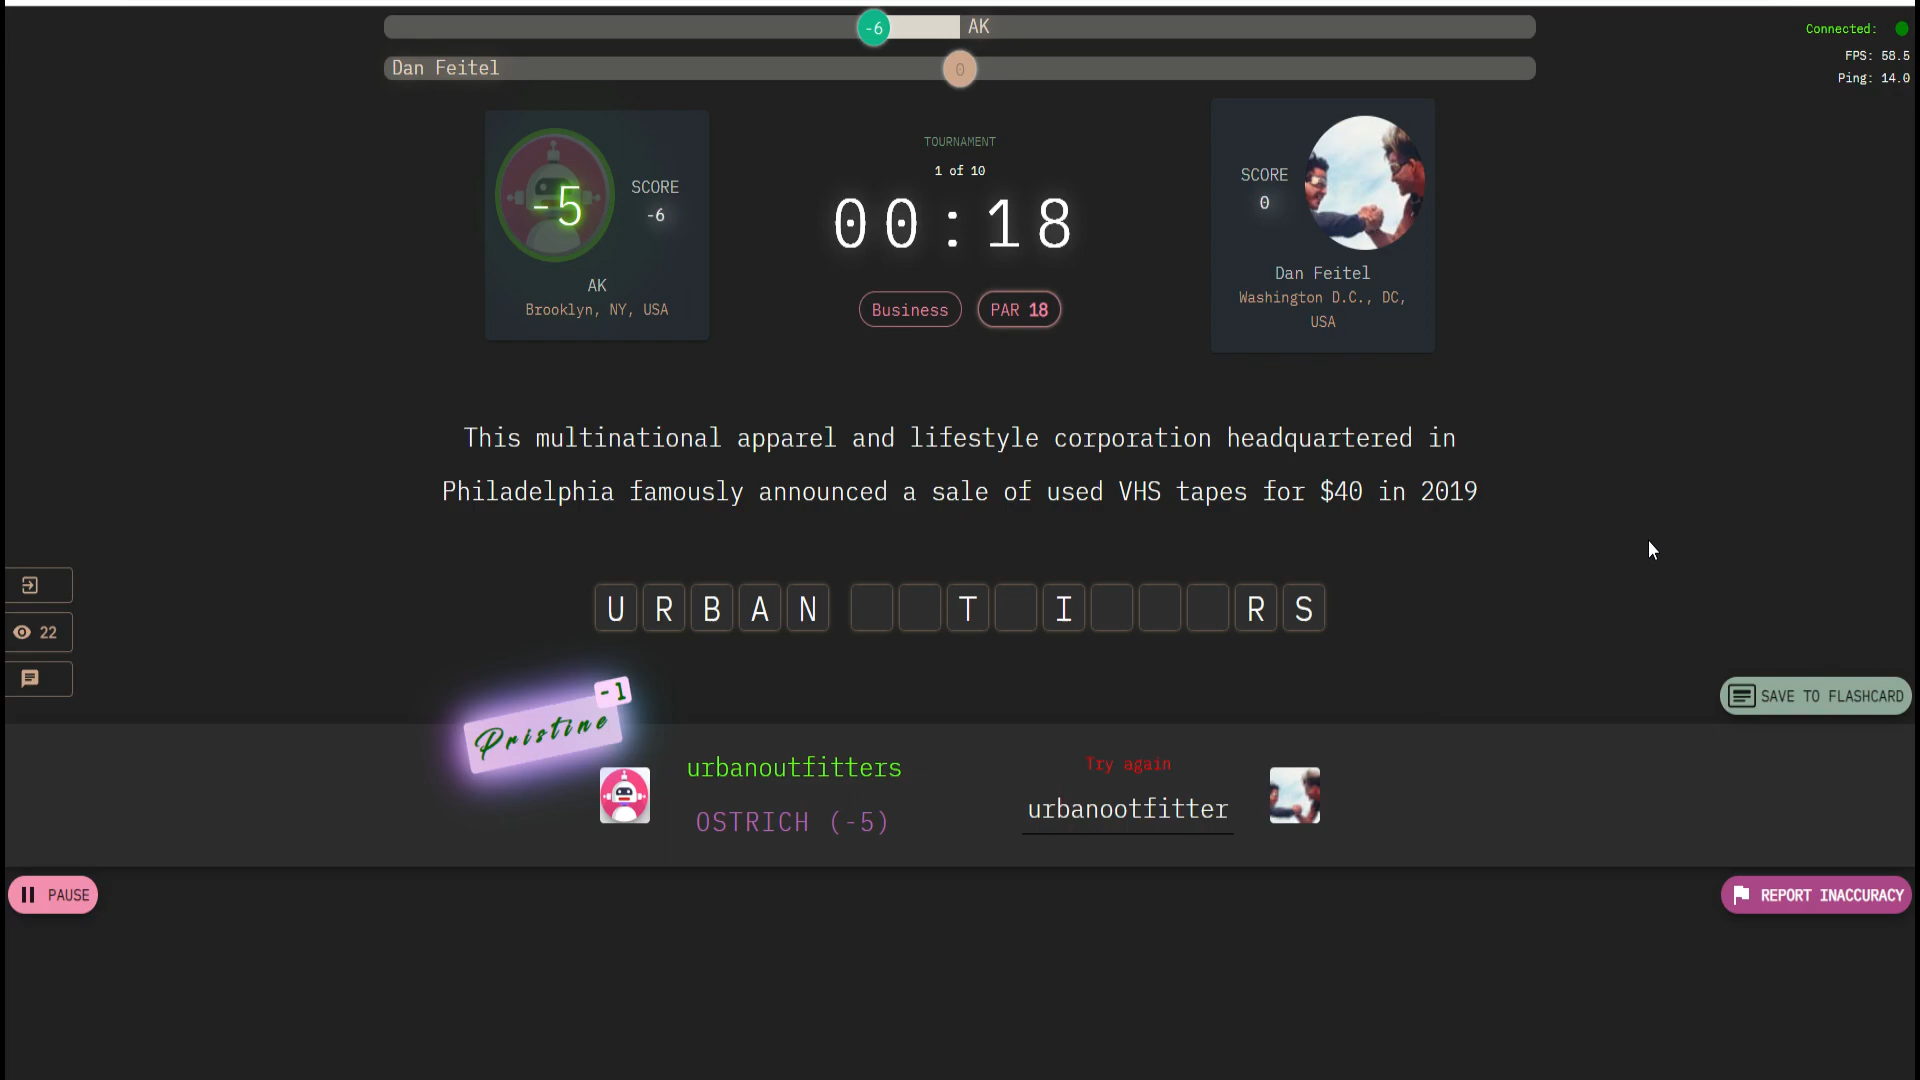 -6
AK
Connected:
FPS: 58.5
Ping: 14.0
Dan Feitel
0
-5
SCORE
-6
AK
Brooklyn, NY, USA
TOURNAMENT
1 of 10
00:18
Business
PAR 18
SCORE
0
Dan Feitel
Washington D.C., DC,
USA
This multinational apparel and lifestyle corporation headquartered in
Philadelphia famously announced a sale of used VHS tapes for $40 in 2019
URBAN T I RS
22
SAVE TO FLASHCARD
Pristine
-1
urbanoutfitters
OSTRICH (-5)
Try again
urbanootfitter
PAUSE
REPORT INACCURACY